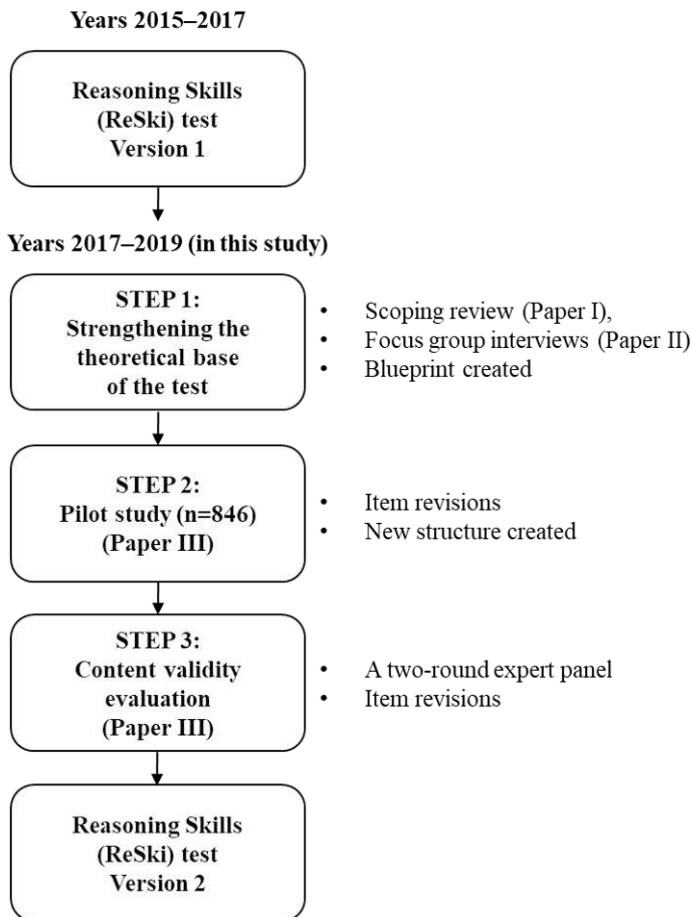 Years 2015–2017
Reasoning Skills
(ReSki) test
Version 1
Years 2017–2019 (in this study)
STEP 1:
Strengthening the
theoretical base
of the test
• Scoping review (Paper I),
• Focus group interviews (Paper II)
• Blueprint created
STEP 2:
Pilot study (n=846)
(Paper III)
• Item revisions
• New structure created
STEP 3:
Content validity
evaluation
(Paper III)
• A two-round expert panel
• Item revisions
Reasoning Skills
(ReSki) test
Version 2